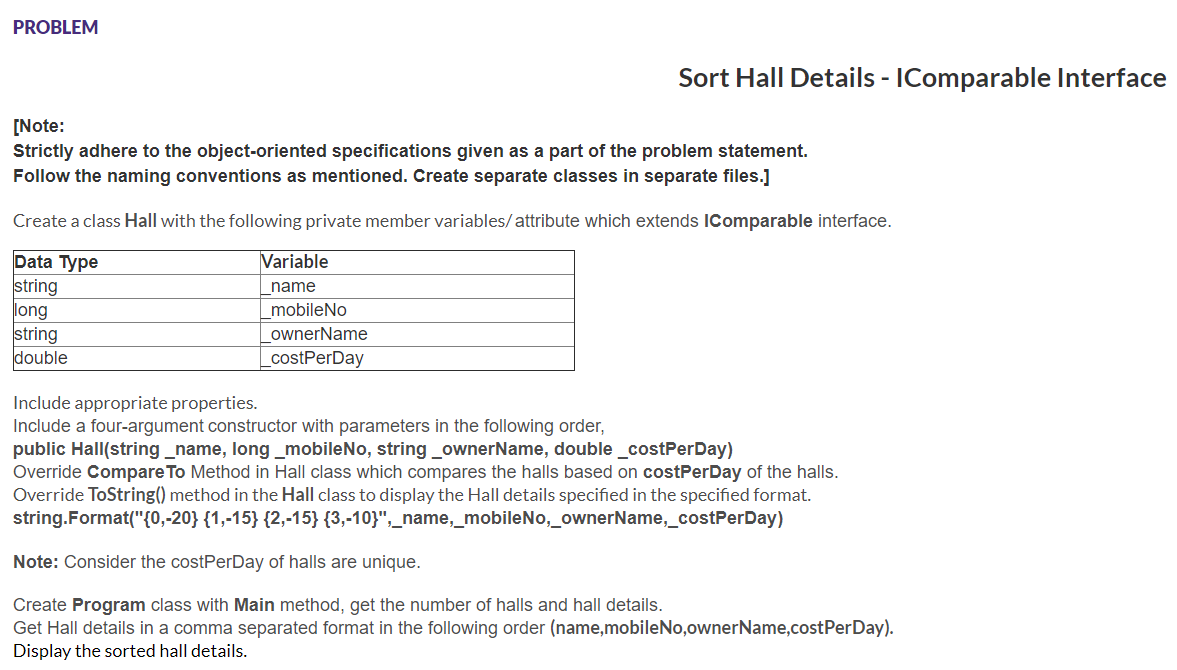 PROBLEM
Sort Hall Details - IComparable Interface
[Note:
Strictly adhere to the object-oriented specifications given as a part of the problem statement.
Follow the naming conventions as mentioned. Create separate classes in separate files.]
Create a class Hall with the following private member variables/ attribute which extends IComparable interface.
Data Type Variable
string _name
long _mobileNo
string _ownerName
double _costPerDay
Include appropriate properties.
Include a four-argument constructor with parameters in the following order,
public Hall(string _name, long _mobileNo, string _ownerName, double _costPerDay)
Override CompareTo Method in Hall class which compares the halls based on costPerDay of the halls.
Override ToString() method in the Hall class to display the Hall details specified in the specified format.
string.Format("{0,-20} {1,-15} {2,-15} {3,-10}",_name,_mobileNo,_ownerName,_costPerDay)
Note: Consider the costPerDay of halls are unique.
Create Program class with Main method, get the number of halls and hall details.
Get Hall details in a comma separated format in the following order (name,mobileNo,ownerName,costPerDay).
Display the sorted hall details.